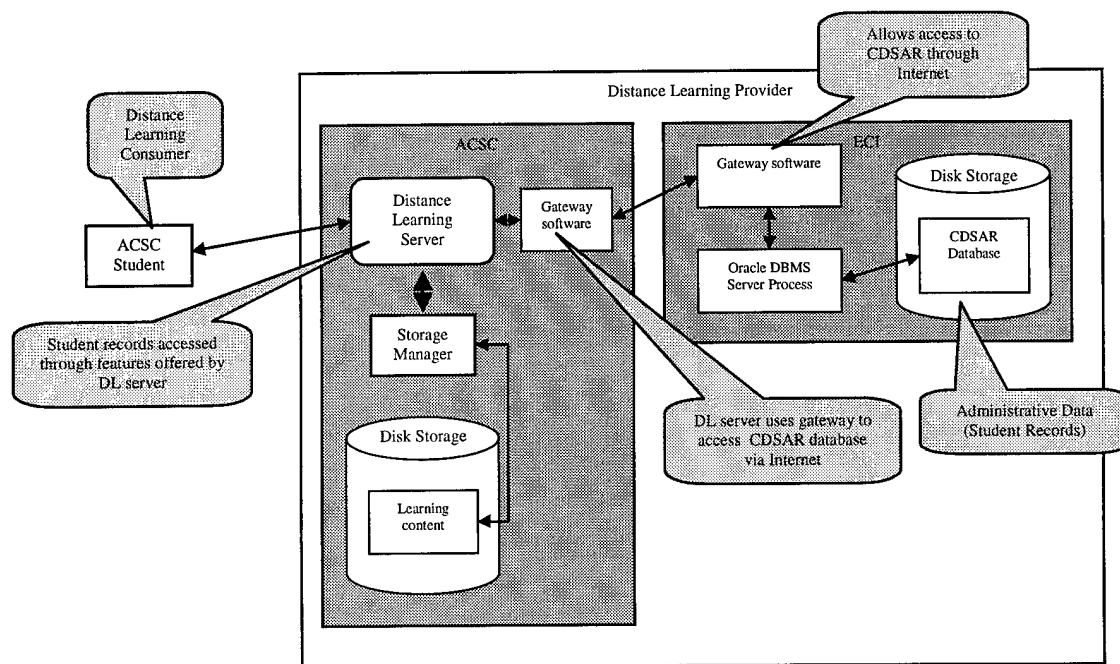 Allows access to
CDSAR through
Internet
Distance Learning Provider
Distance
Learning
Consumer
ACSC
ECI
Gateway software
Disk Storage
Distance
Learning
Server
Gateway
software
ACSC
Student
CDSAR
Database
Oracle DBMS
Server Process
Storage
Manager
Student records accessed
through features offered by
DL server
Disk Storage
DL server uses gateway to
access CDSAR database
via Internet
Administrative Data
(Student Records)
Learning
content